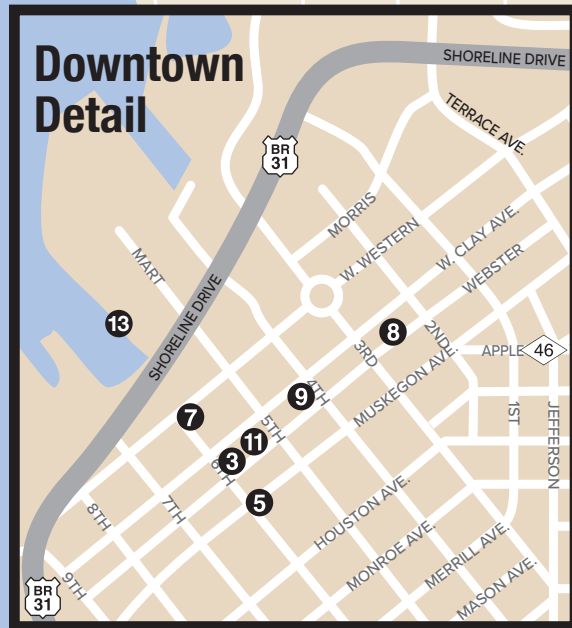 Downtown
Detail
SHORELINE DRIVE
TERRACE AVE.
BR
31
MORRIS
W. WESTERN
W. CLAY AVE.
WEBSTER
MART
SHORELINE DRIVE
13
8
2ND
3RD
APPLE
46
MUSKEGON AVE.
7
9
4TH
5TH
1ST
JEFFERSON
11
3
6TH
5
7TH
8TH
9TH
HOUSTON AVE.
MONROE AVE.
MERRILL AVE.
MASON AVE.
BR
31